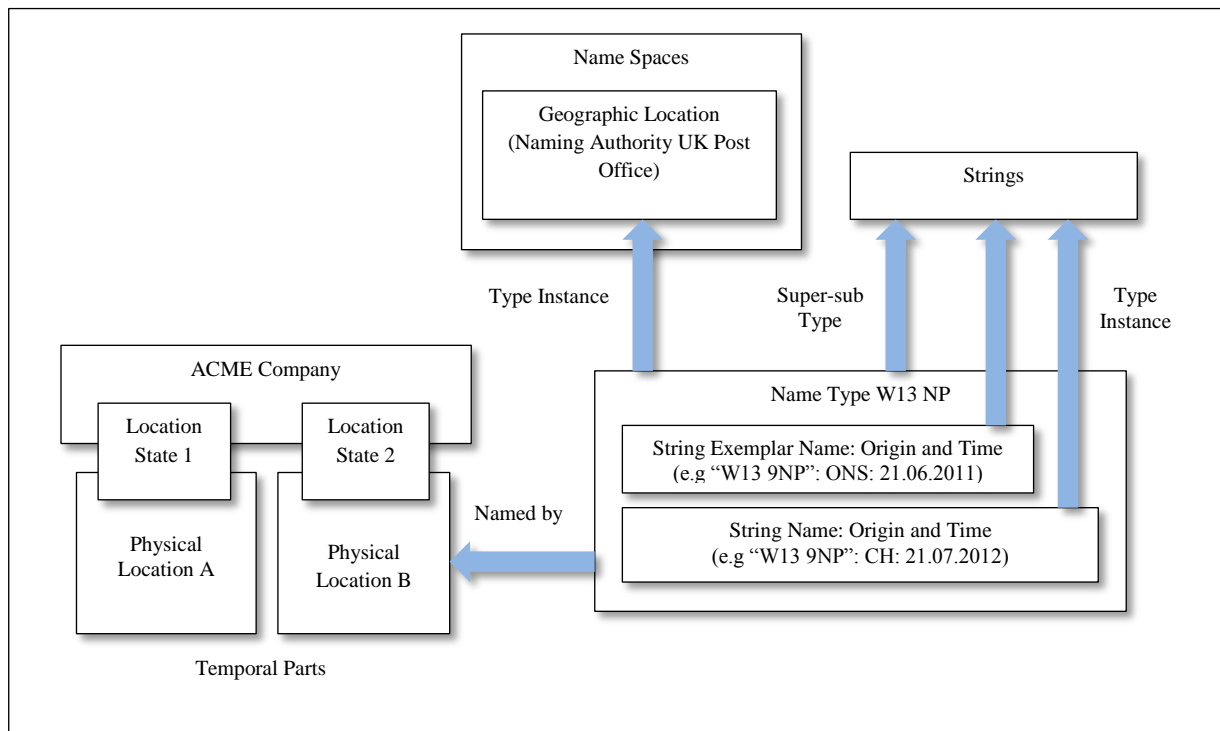 Name Spaces
Geographic Location
(Naming Authority UK Post
Office)
Strings
Type Instance
Super-sub
Type
Type
Instance
ACME Company
Location
State 1
Location
State 2
Physical
Location A
Physical
Location B
Temporal Parts
Named by
Name Type W13 NP
String Exemplar Name: Origin and Time
(e.g “W13 9NP”: ONS: 21.06.2011)
String Name: Origin and Time
(e.g “W13 9NP”: CH: 21.07.2012)